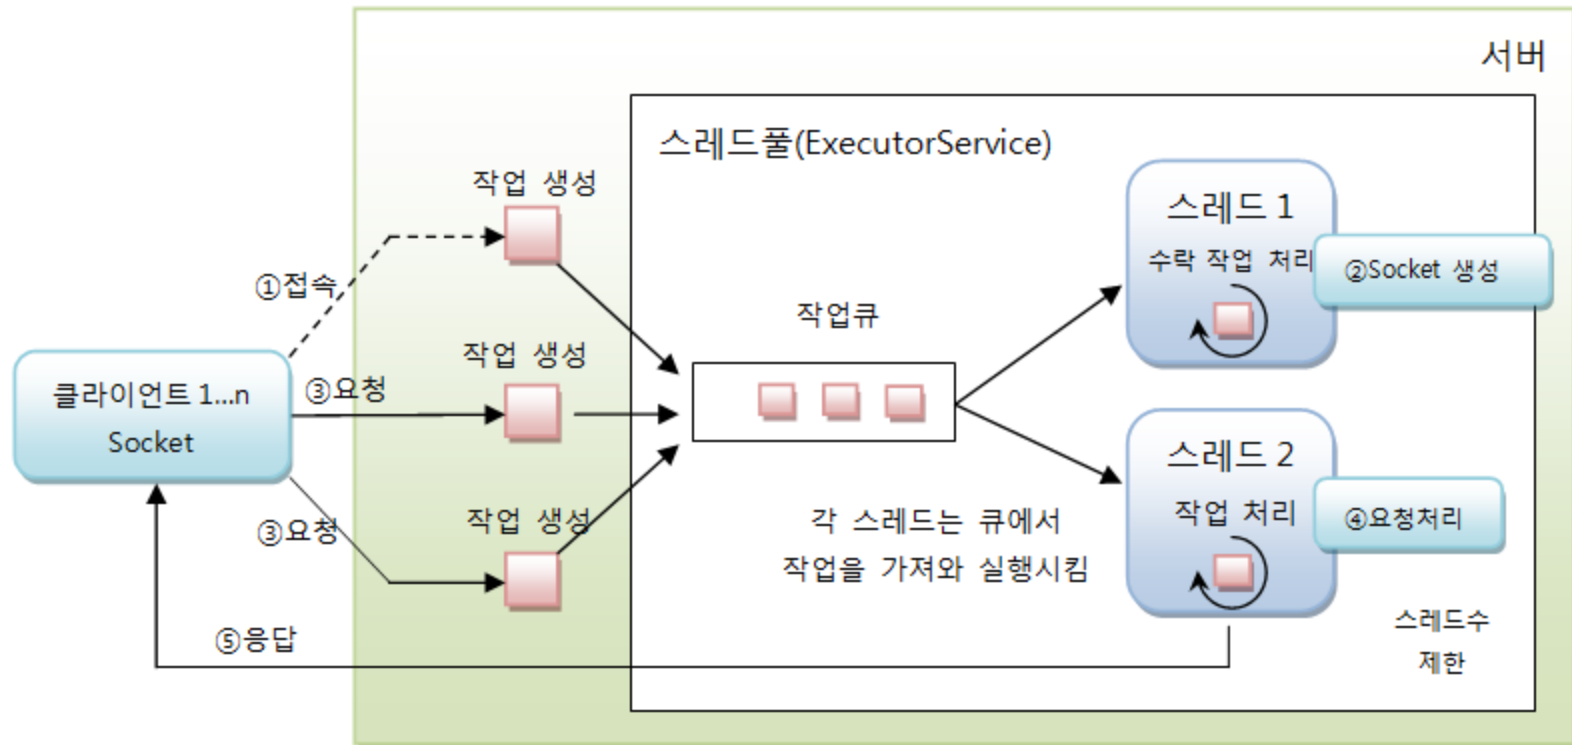 서버
스레드풀(ExecutorService)
작업 생성
스레드 1
수락 작업 처리
②Socket 생성
①접속
작업큐
작업 생성
클라이언트 1...n
Socket
③요청
스레드 2
작업 처리
④요청처리
③요청
작업 생성
각 스레드는 큐에서
작업을 가져와 실행시킴
⑤응답
스레드수
제한